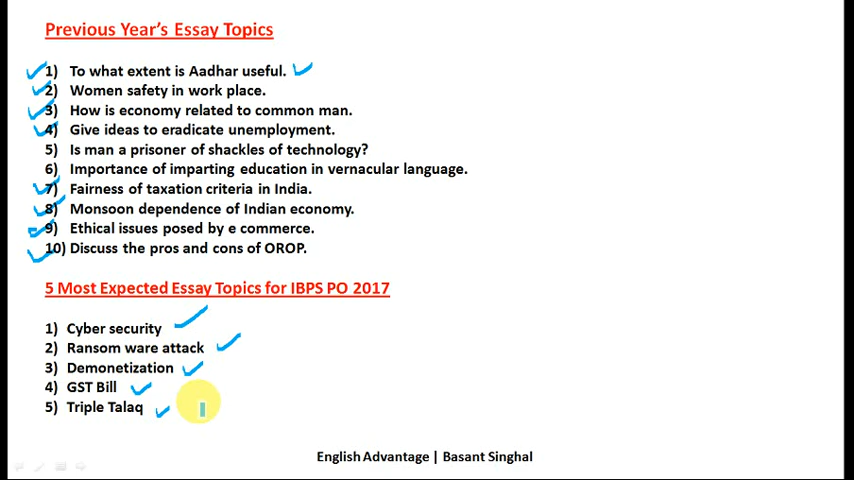 Previous Year's Essay Topics
1) To what extent is Aadhar useful.
2) Women safety in work place.
3) How is economy related to common man.
4) Give ideas to eradicate unemployment.
5) Is man a prisoner of shackles of technology?
6) Importance of imparting education in vernacular language.
7) Fairness of taxation criteria in India.
8) Monsoon dependence of Indian economy.
9) Ethical issues posed by e commerce.
10) Discuss the pros and cons of OROP.
5 Most Expected Essay Topics for IBPS PO 2017
1) Cyber security
2) Ransom ware attack
3) Demonetization
4) GST Bill
5) Triple Talaq
English Advantage | Basant Singhal